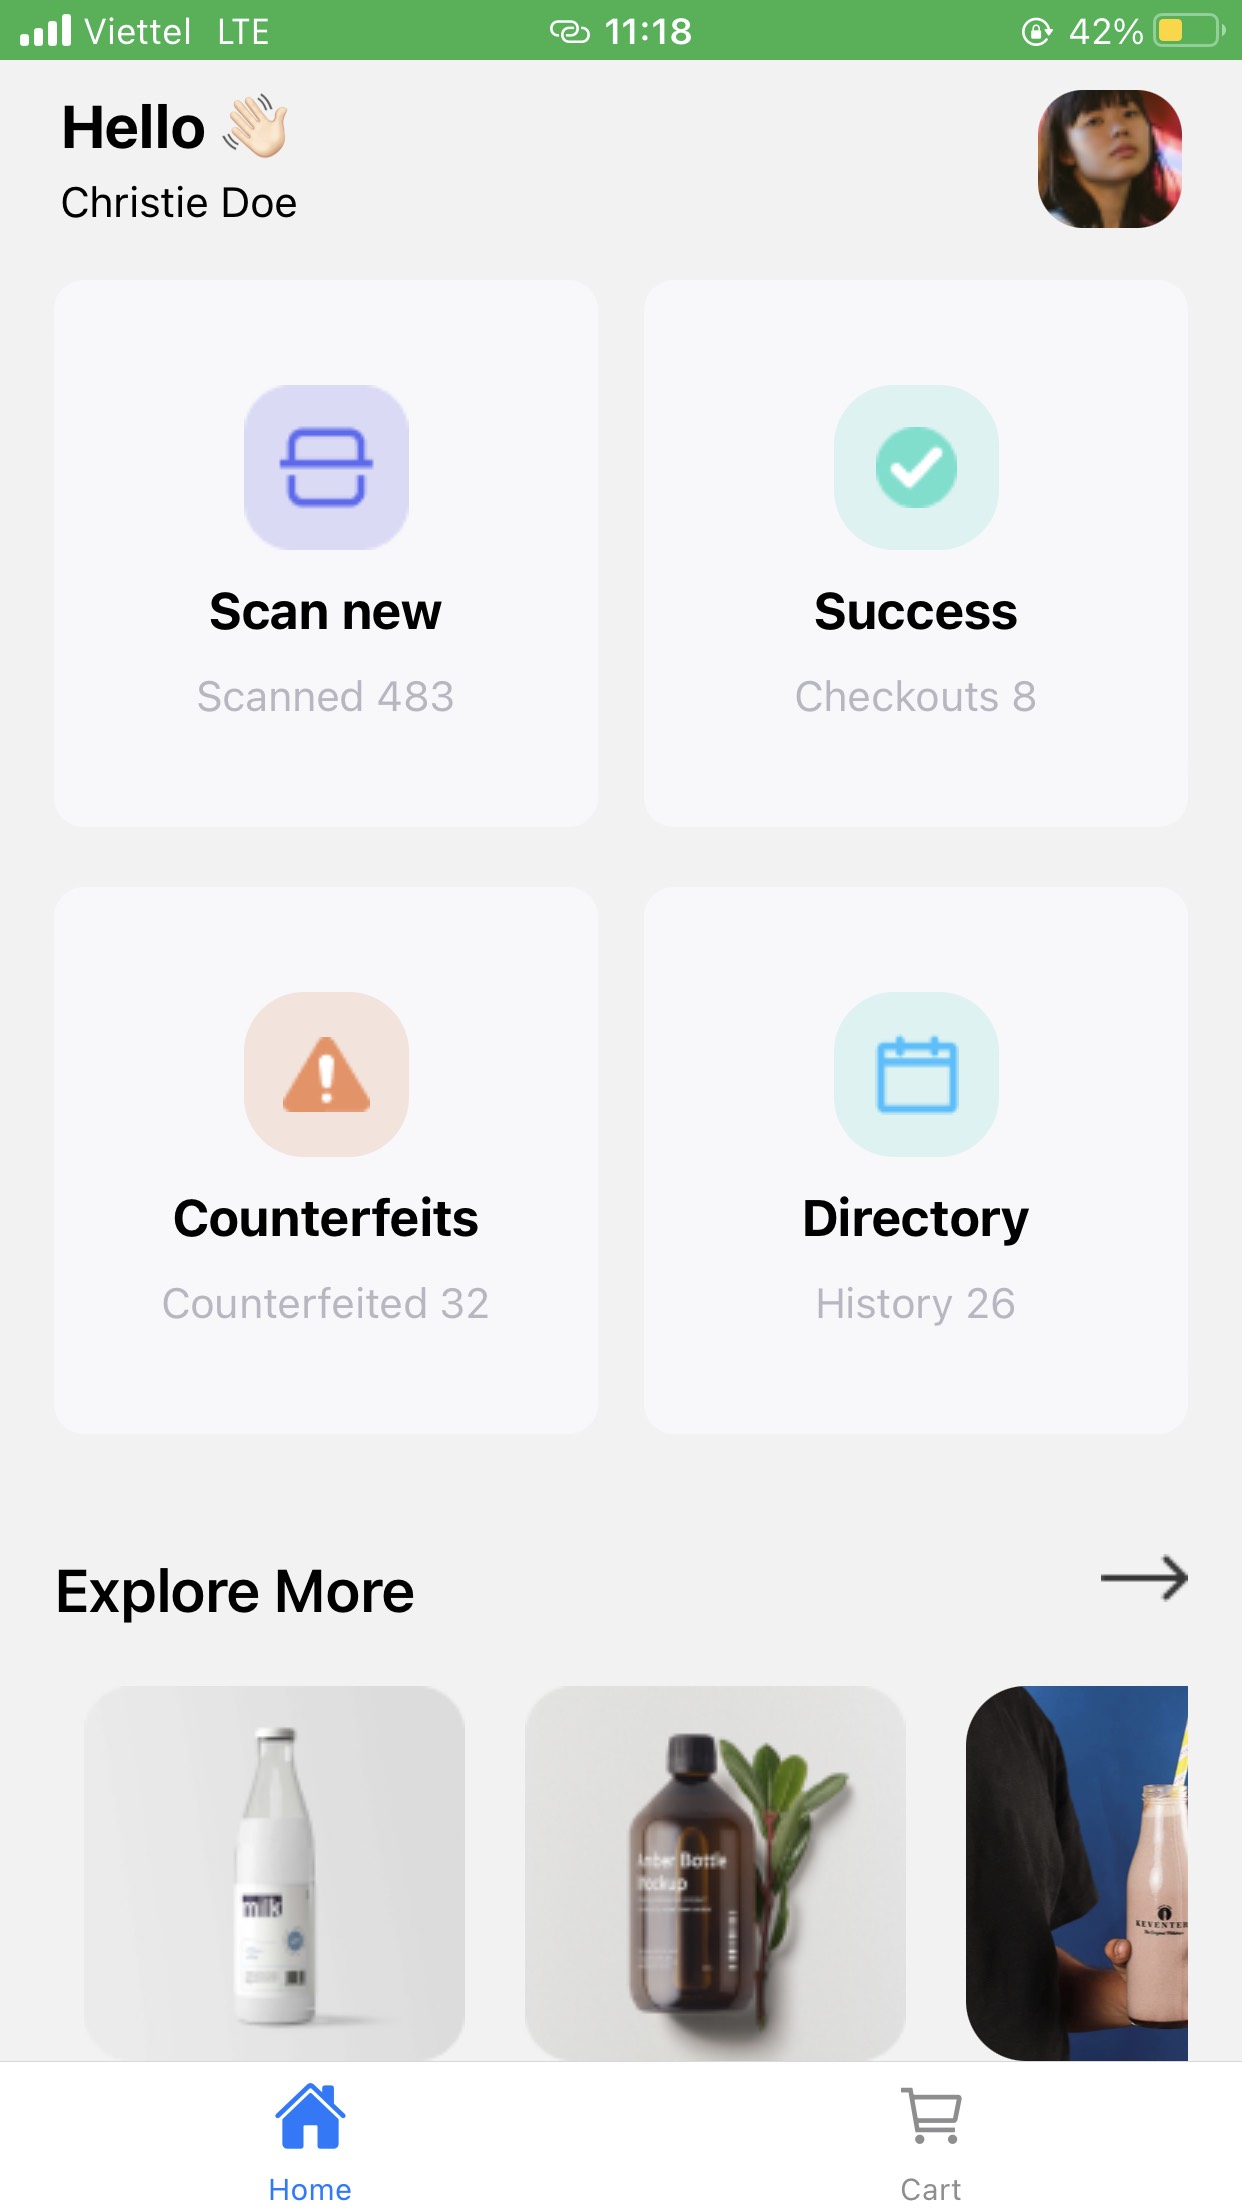 Viettel LTE 11:18 42%
Hello 👋🏻
Christie Doe
Scan new
Scanned 483
Success
Checkouts 8
Counterfeits
Counterfeited 32
Directory
History 26
Explore More
milk
Amber Bottle
mockup
KEVENTER
Home
Cart